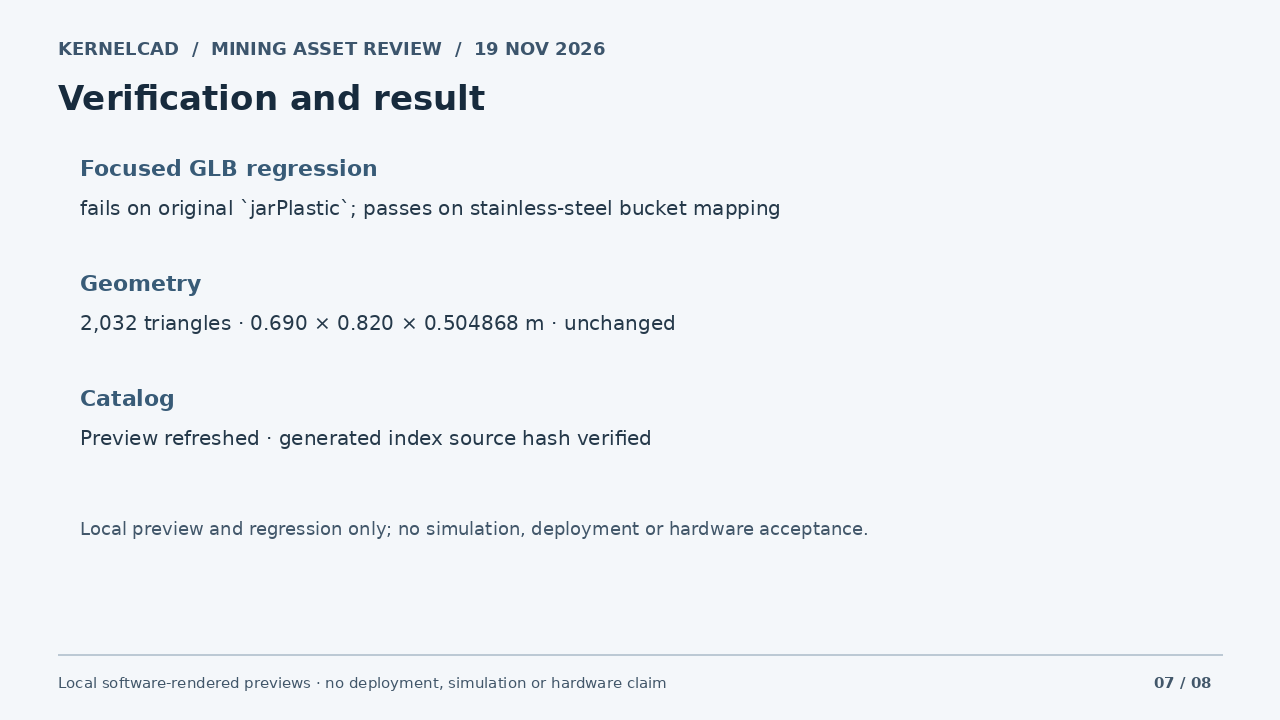 KERNELCAD / MINING ASSET REVIEW / 19 NOV 2026
Verification and result
Focused GLB regression
fails on original `jarPlastic`; passes on stainless-steel bucket mapping
Geometry
2,032 triangles · 0.690 × 0.820 × 0.504868 m · unchanged
Catalog
Preview refreshed · generated index source hash verified
Local preview and regression only; no simulation, deployment or hardware acceptance.
Local software-rendered previews · no deployment, simulation or hardware claim
07 / 08